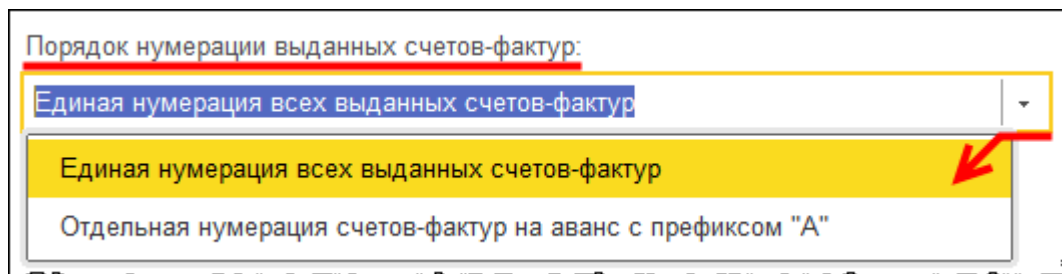 Порядок нумерации выданных счетов-фактур:
Единая нумерация всех выданных счетов-фактур
Единая нумерация всех выданных счетов-фактур
Отдельная нумерация счетов-фактур на аванс с префиксом "А"